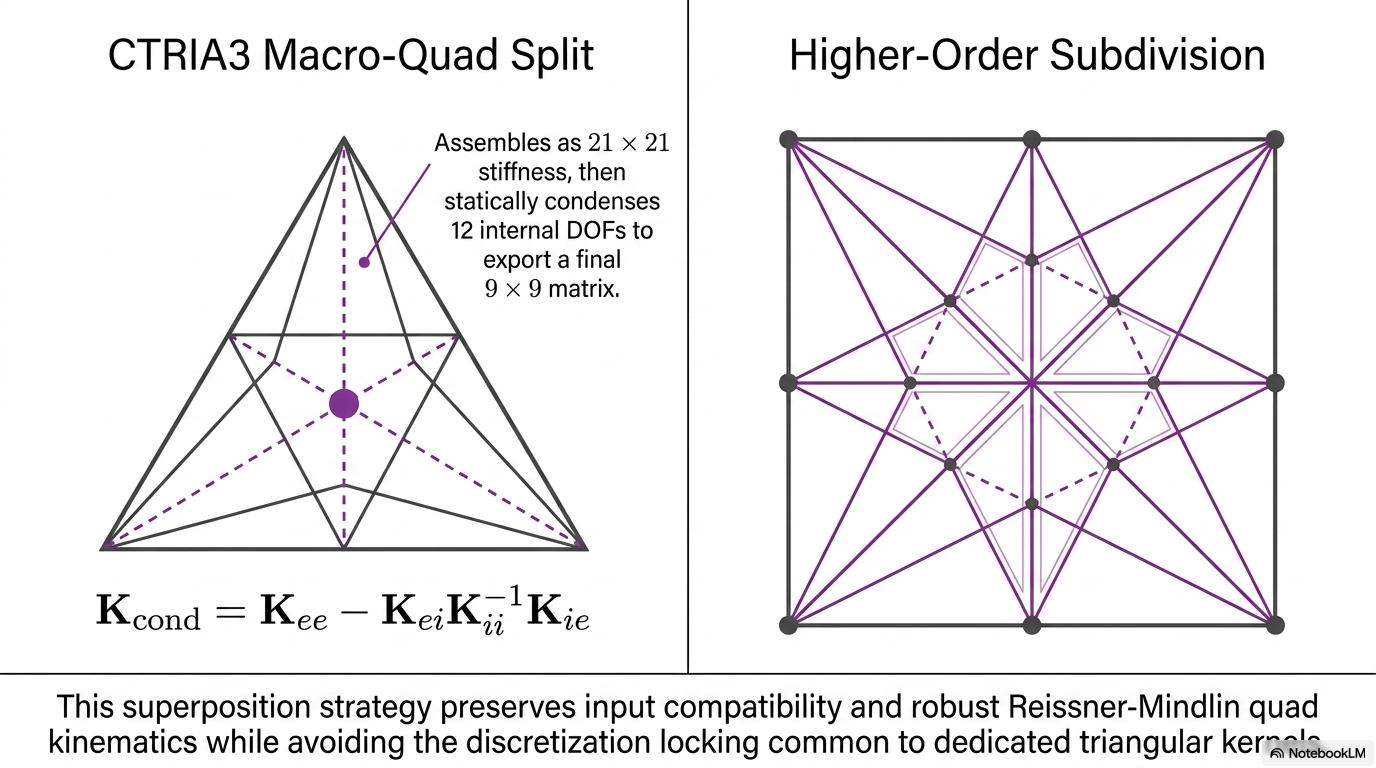 CTRIA3 Macro-Quad Split
Assembles as 21 × 21
stiffness, then
statically condenses
12 internal DOFs to
export a final
9 × 9 matrix.
K_cond = K_ee − K_ei K_ii^−1 K_ie
Higher-Order Subdivision
This superposition strategy preserves input compatibility and robust Reissner-Mindlin quad
kinematics while avoiding the discretization locking common to dedicated triangular kernels
NotebookLM